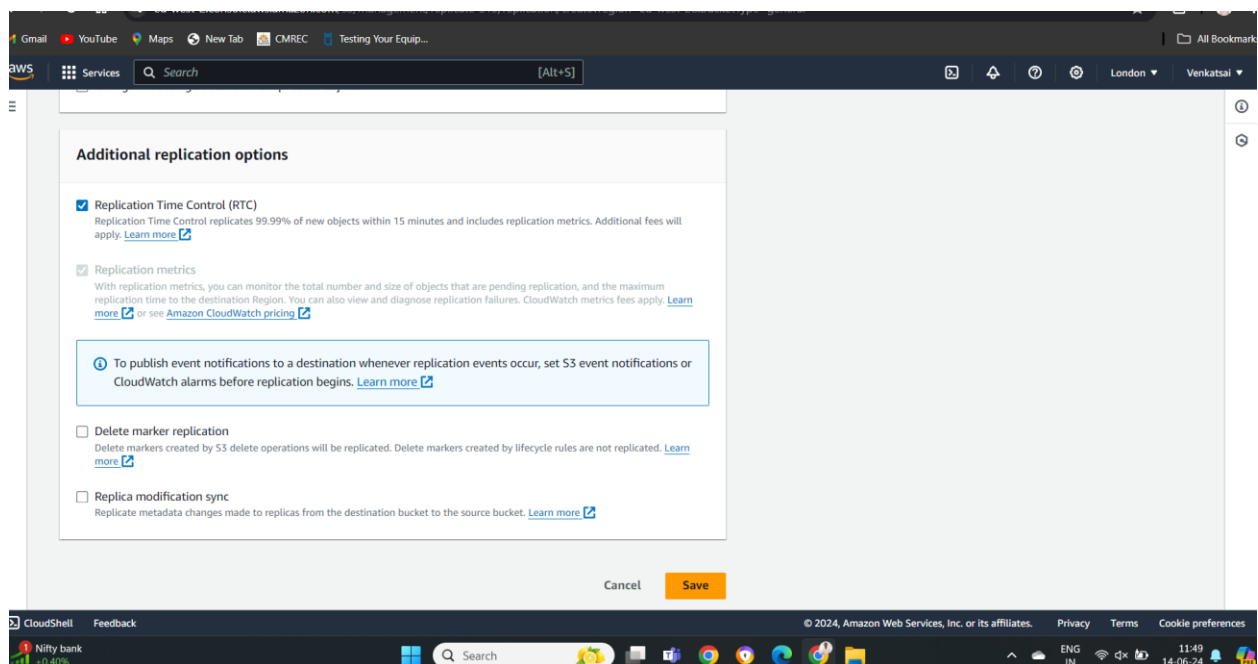 Gmail YouTube Maps New Tab CMREC Testing Your Equip... All Bookmark
aws Services Search [Alt+S] London Venkatsai
Additional replication options
Replication Time Control (RTC)
Replication Time Control replicates 99.99% of new objects within 15 minutes and includes replication metrics. Additional fees will
apply. Learn more
Replication metrics
With replication metrics, you can monitor the total number and size of objects that are pending replication, and the maximum
replication time to the destination Region. You can also view and diagnose replication failures. CloudWatch metrics fees apply. Learn
more or see Amazon CloudWatch pricing
To publish event notifications to a destination whenever replication events occur, set S3 event notifications or
CloudWatch alarms before replication begins. Learn more
Delete marker replication
Delete markers created by S3 delete operations will be replicated. Delete markers created by lifecycle rules are not replicated. Learn
more
Replica modification sync
Replicate metadata changes made to replicas from the destination bucket to the source bucket. Learn more
Cancel Save
CloudShell Feedback © 2024, Amazon Web Services, Inc. or its affiliates. Privacy Terms Cookie preferences
1 Nifty bank
+0.40%
Search
ENG
IN
11:49
14-06-24